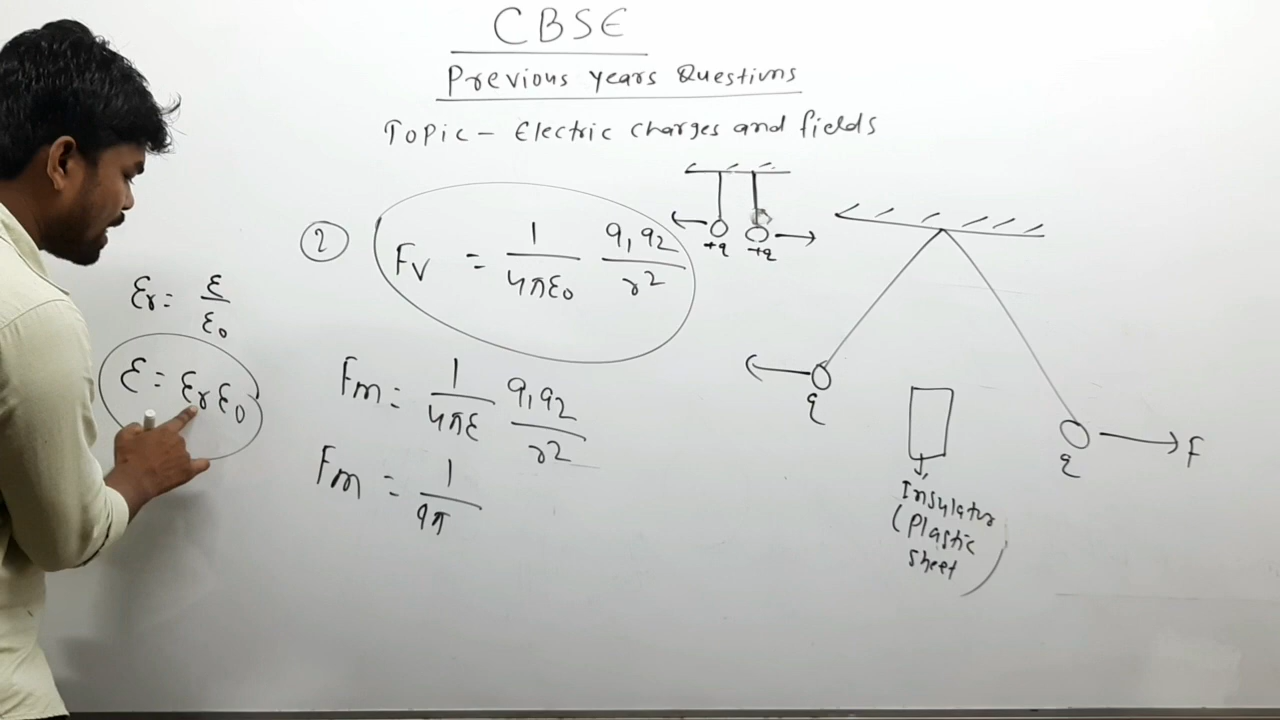 CBSE
Previous years Questions
Topic - Electric charges and fields
+q +q
② Fv = 1/4πε0 q1q2/r2
εr = ε/ε0
ε = εrε0
Fm = 1/4πε q1q2/r2
Fm = 1/4π
q
q
F
Insulator
(Plastic
sheet)